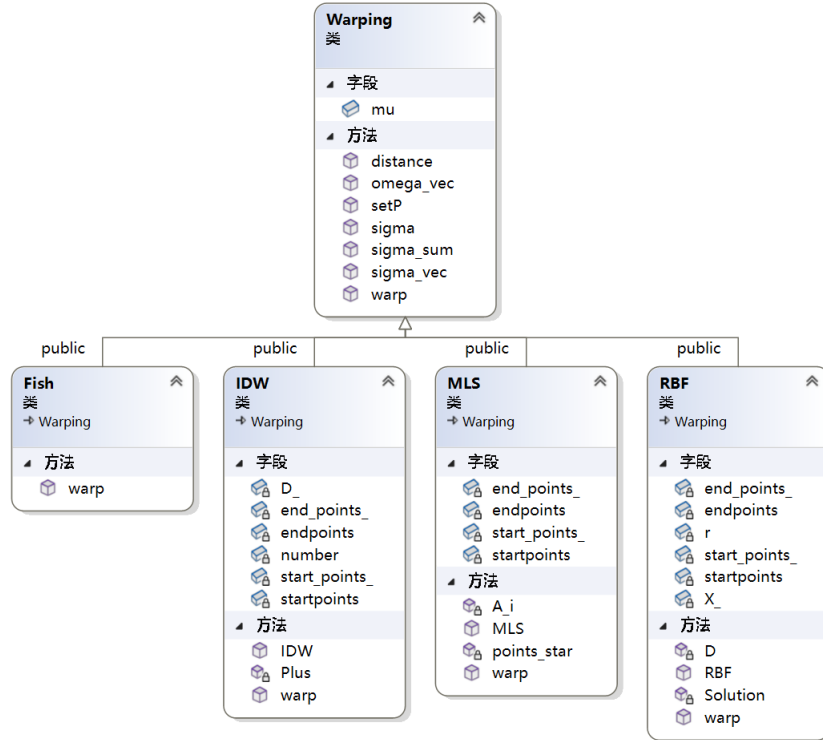 Warping
类
字段
mu
方法
distance
omega_vec
setP
sigma
sigma_sum
sigma_vec
warp
public
public
public
public
Fish
类
Warping
方法
warp
IDW
类
Warping
字段
D_
end_points_
endpoints
number
start_points_
startpoints
方法
IDW
Plus
warp
MLS
类
Warping
字段
end_points_
endpoints
start_points_
startpoints
方法
A_i
MLS
points_star
warp
RBF
类
Warping
字段
end_points_
endpoints
r
start_points_
startpoints
X_
方法
D
RBF
Solution
warp